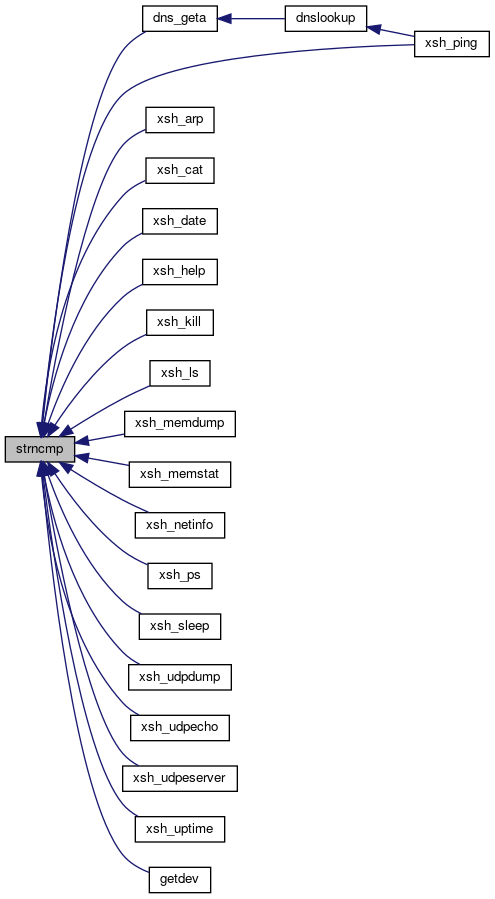 dns_geta
dnslookup
xsh_ping
xsh_arp
xsh_cat
xsh_date
xsh_help
xsh_kill
xsh_ls
xsh_memdump
strncmp
xsh_memstat
xsh_netinfo
xsh_ps
xsh_sleep
xsh_udpdump
xsh_udpecho
xsh_udpeserver
xsh_uptime
getdev